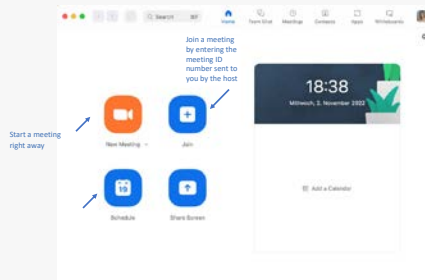 Search
Home
Team Chat
Meetings
Contacts
Apps
Whiteboards
Join a meeting
by entering the
meeting ID
number sent to
you by the host
18:38
Mittwoch, 2. November 2022
Start a meeting
right away
New Meeting
Join
19
Add a Calendar
Schedule
Share Screen